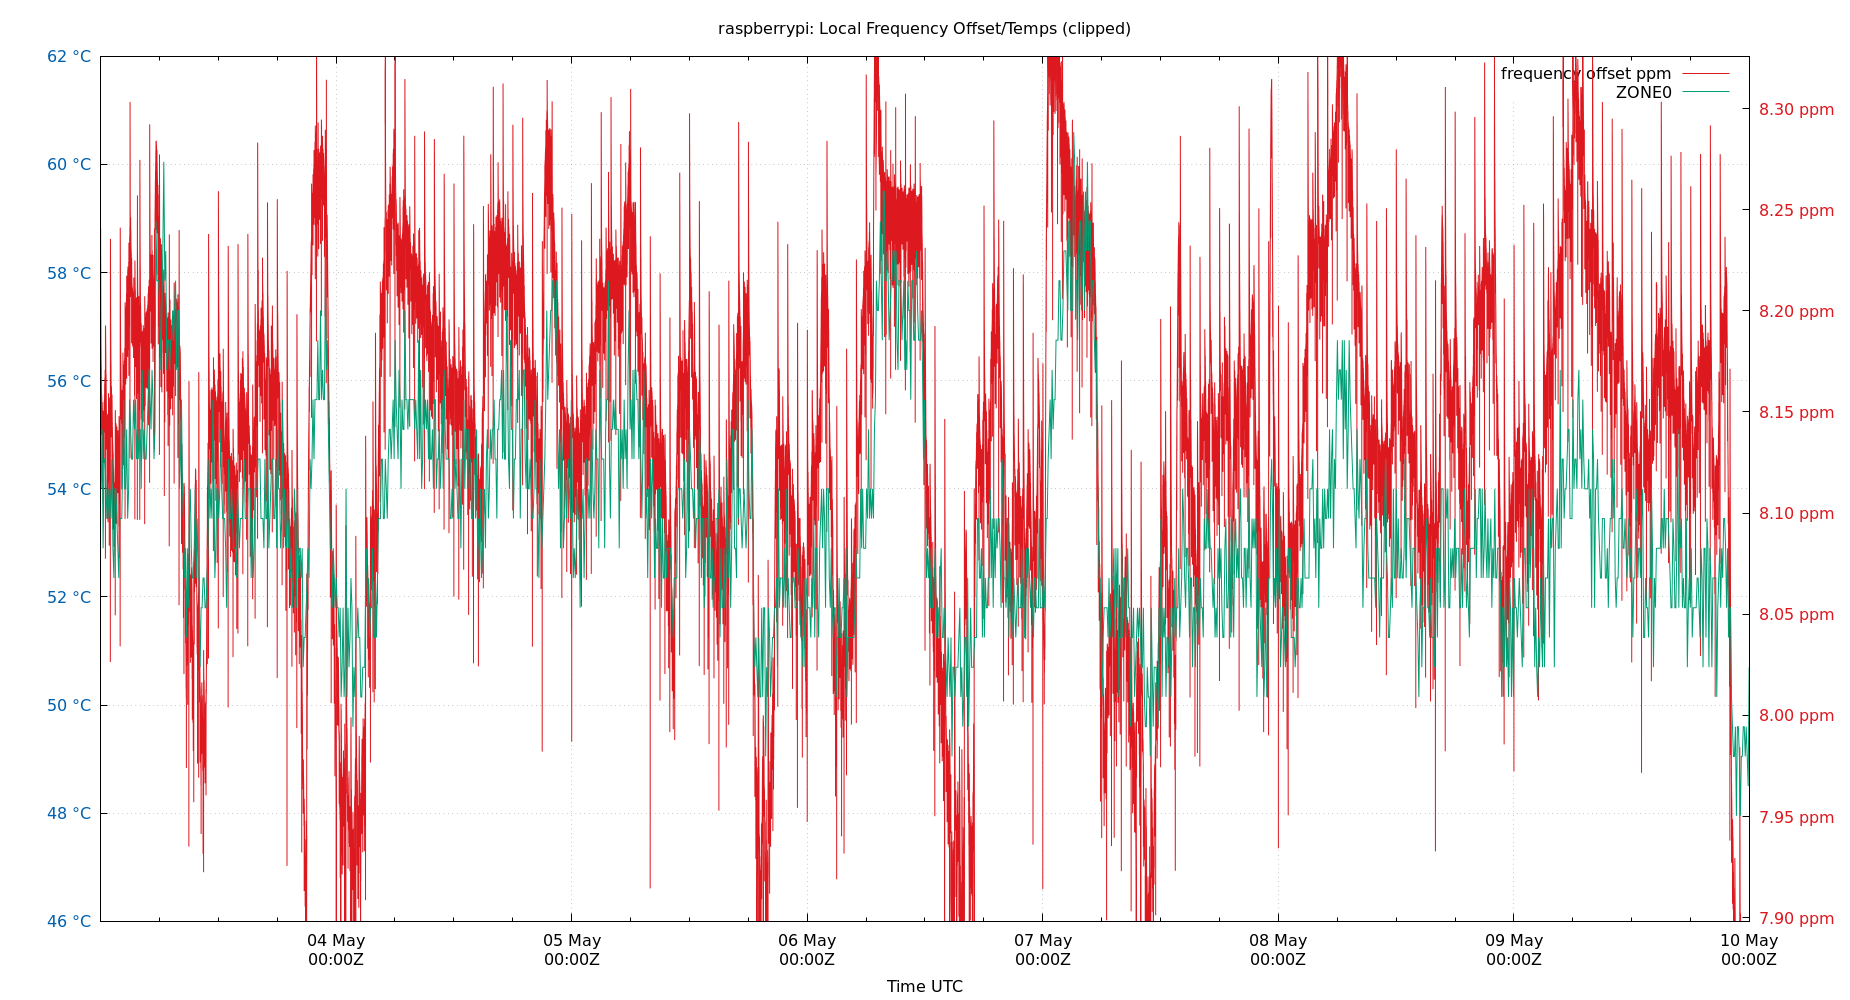 raspberrypi: Local Frequency Offset/Temps (clipped)
62 °C
60 °C
58 °C
56 °C
54 °C
52 °C
50 °C
48 °C
46 °C
frequency offset ppm
ZONE0
8.30 ppm
8.25 ppm
8.20 ppm
8.15 ppm
8.10 ppm
8.05 ppm
8.00 ppm
7.95 ppm
7.90 ppm
04 May
00:00Z
05 May
00:00Z
06 May
00:00Z
07 May
00:00Z
08 May
00:00Z
09 May
00:00Z
10 May
00:00Z
Time UTC